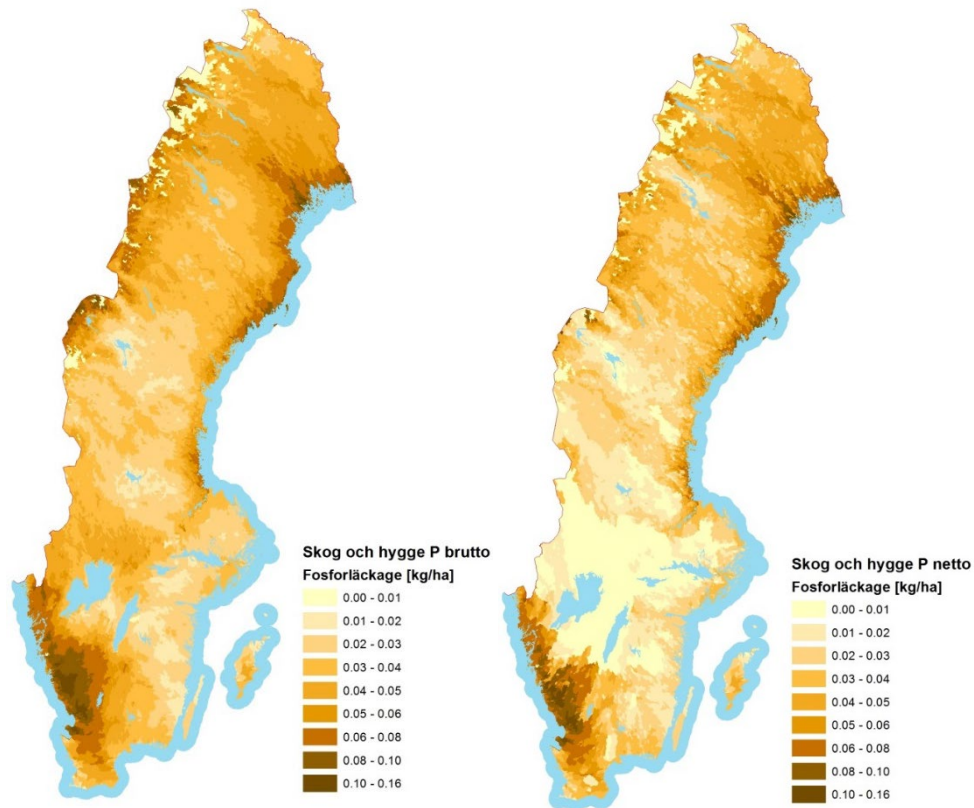 Skog och hygge P brutto
Fosforläckage [kg/ha]
0.00 - 0.01
0.01 - 0.02
0.02 - 0.03
0.03 - 0.04
0.04 - 0.05
0.05 - 0.06
0.06 - 0.08
0.08 - 0.10
0.10 - 0.16
Skog och hygge P netto
Fosforläckage [kg/ha]
0.00 - 0.01
0.01 - 0.02
0.02 - 0.03
0.03 - 0.04
0.04 - 0.05
0.05 - 0.06
0.06 - 0.08
0.08 - 0.10
0.10 - 0.16